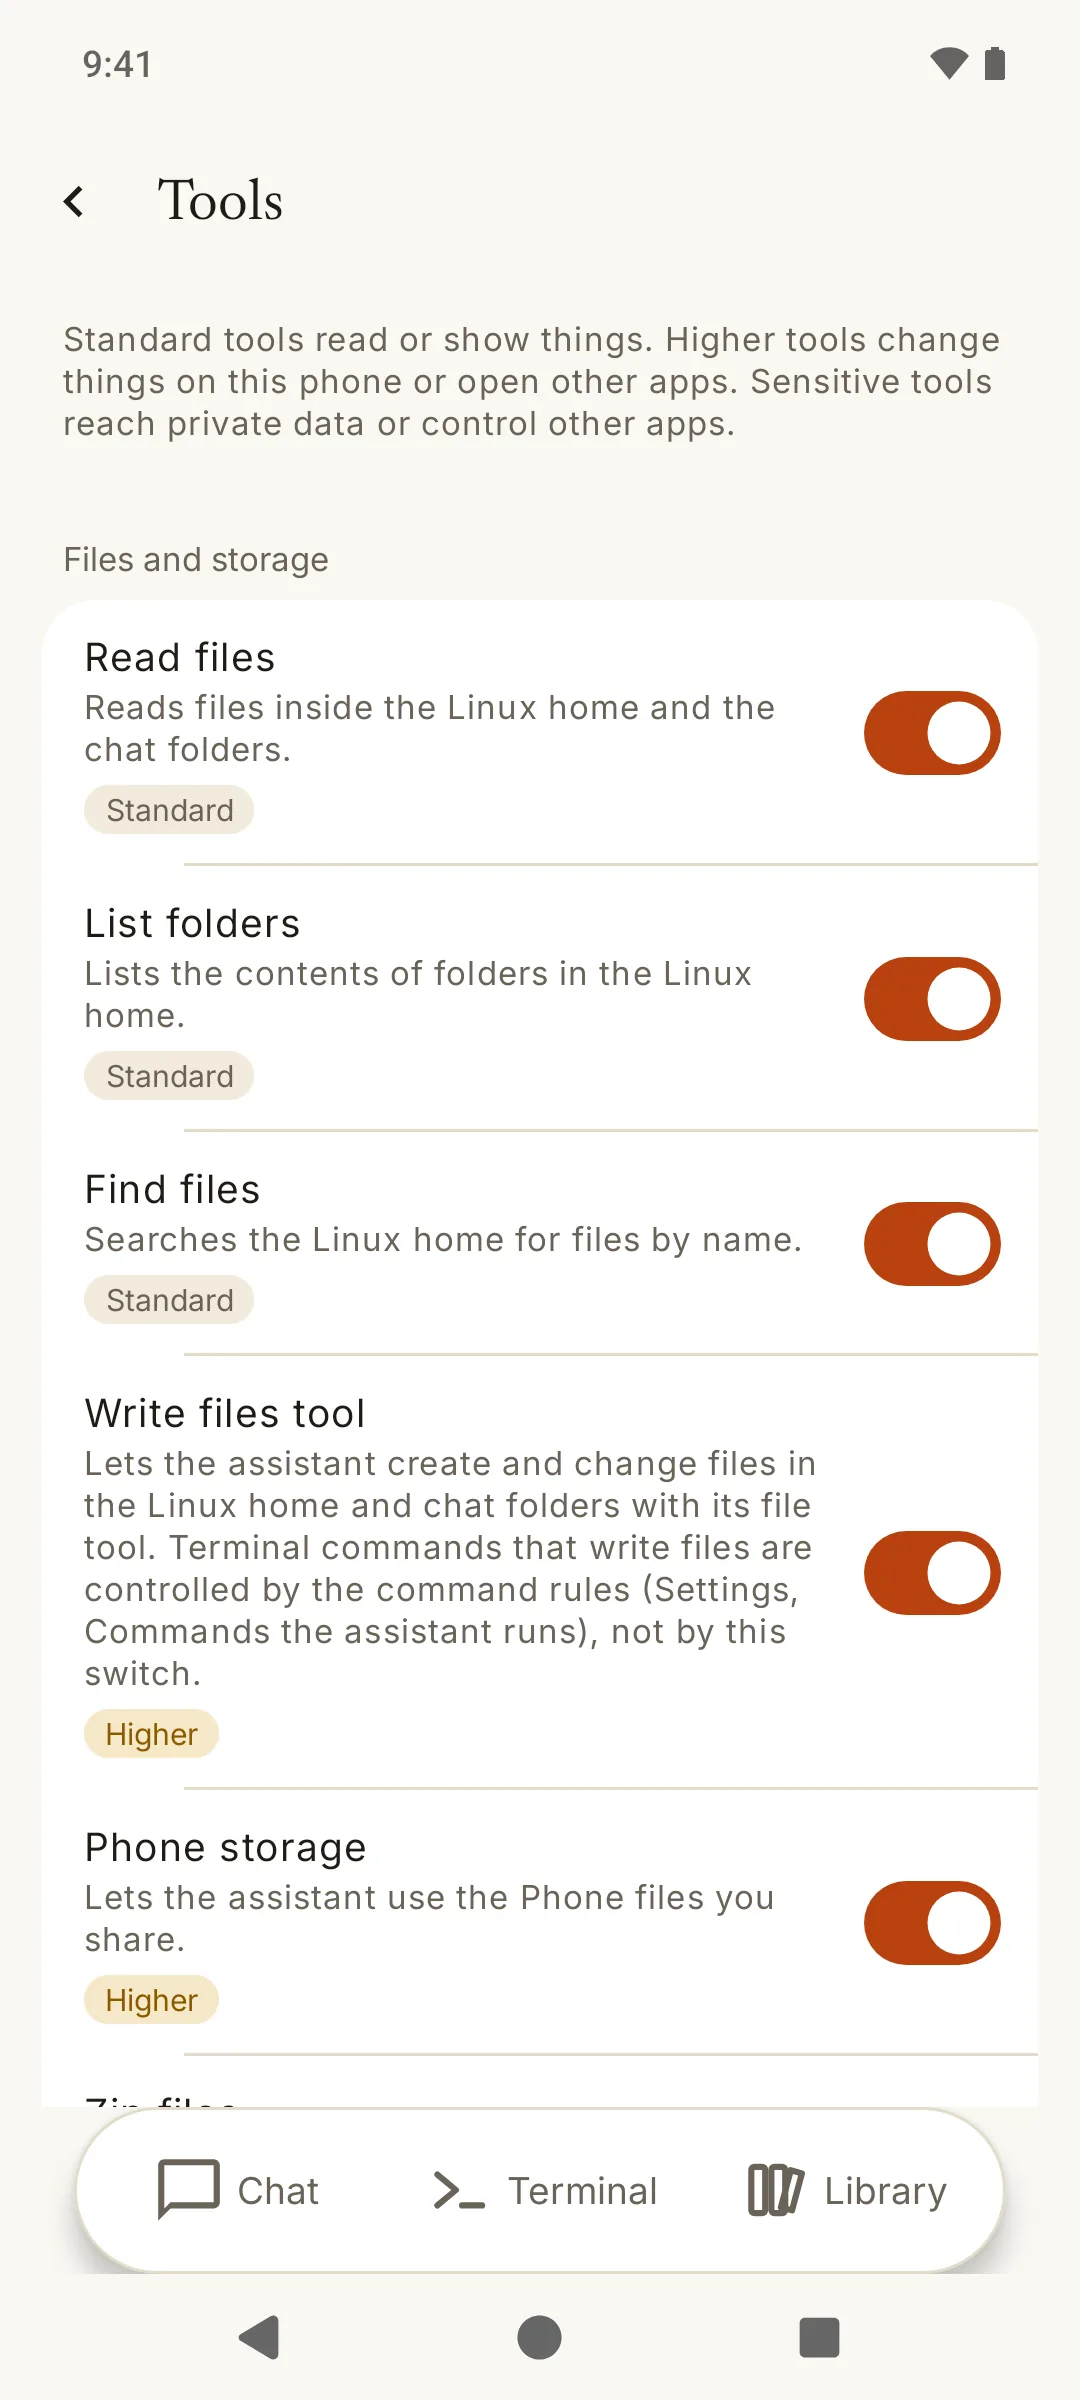 9:41
Tools
Standard tools read or show things. Higher tools change
things on this phone or open other apps. Sensitive tools
reach private data or control other apps.
Files and storage
Read files
Reads files inside the Linux home and the
chat folders.
Standard
List folders
Lists the contents of folders in the Linux
home.
Standard
Find files
Searches the Linux home for files by name.
Standard
Write files tool
Lets the assistant create and change files in
the Linux home and chat folders with its file
tool. Terminal commands that write files are
controlled by the command rules (Settings,
Commands the assistant runs), not by this
switch.
Higher
Phone storage
Lets the assistant use the Phone files you
share.
Higher
Zip files
Chat
Terminal
Library